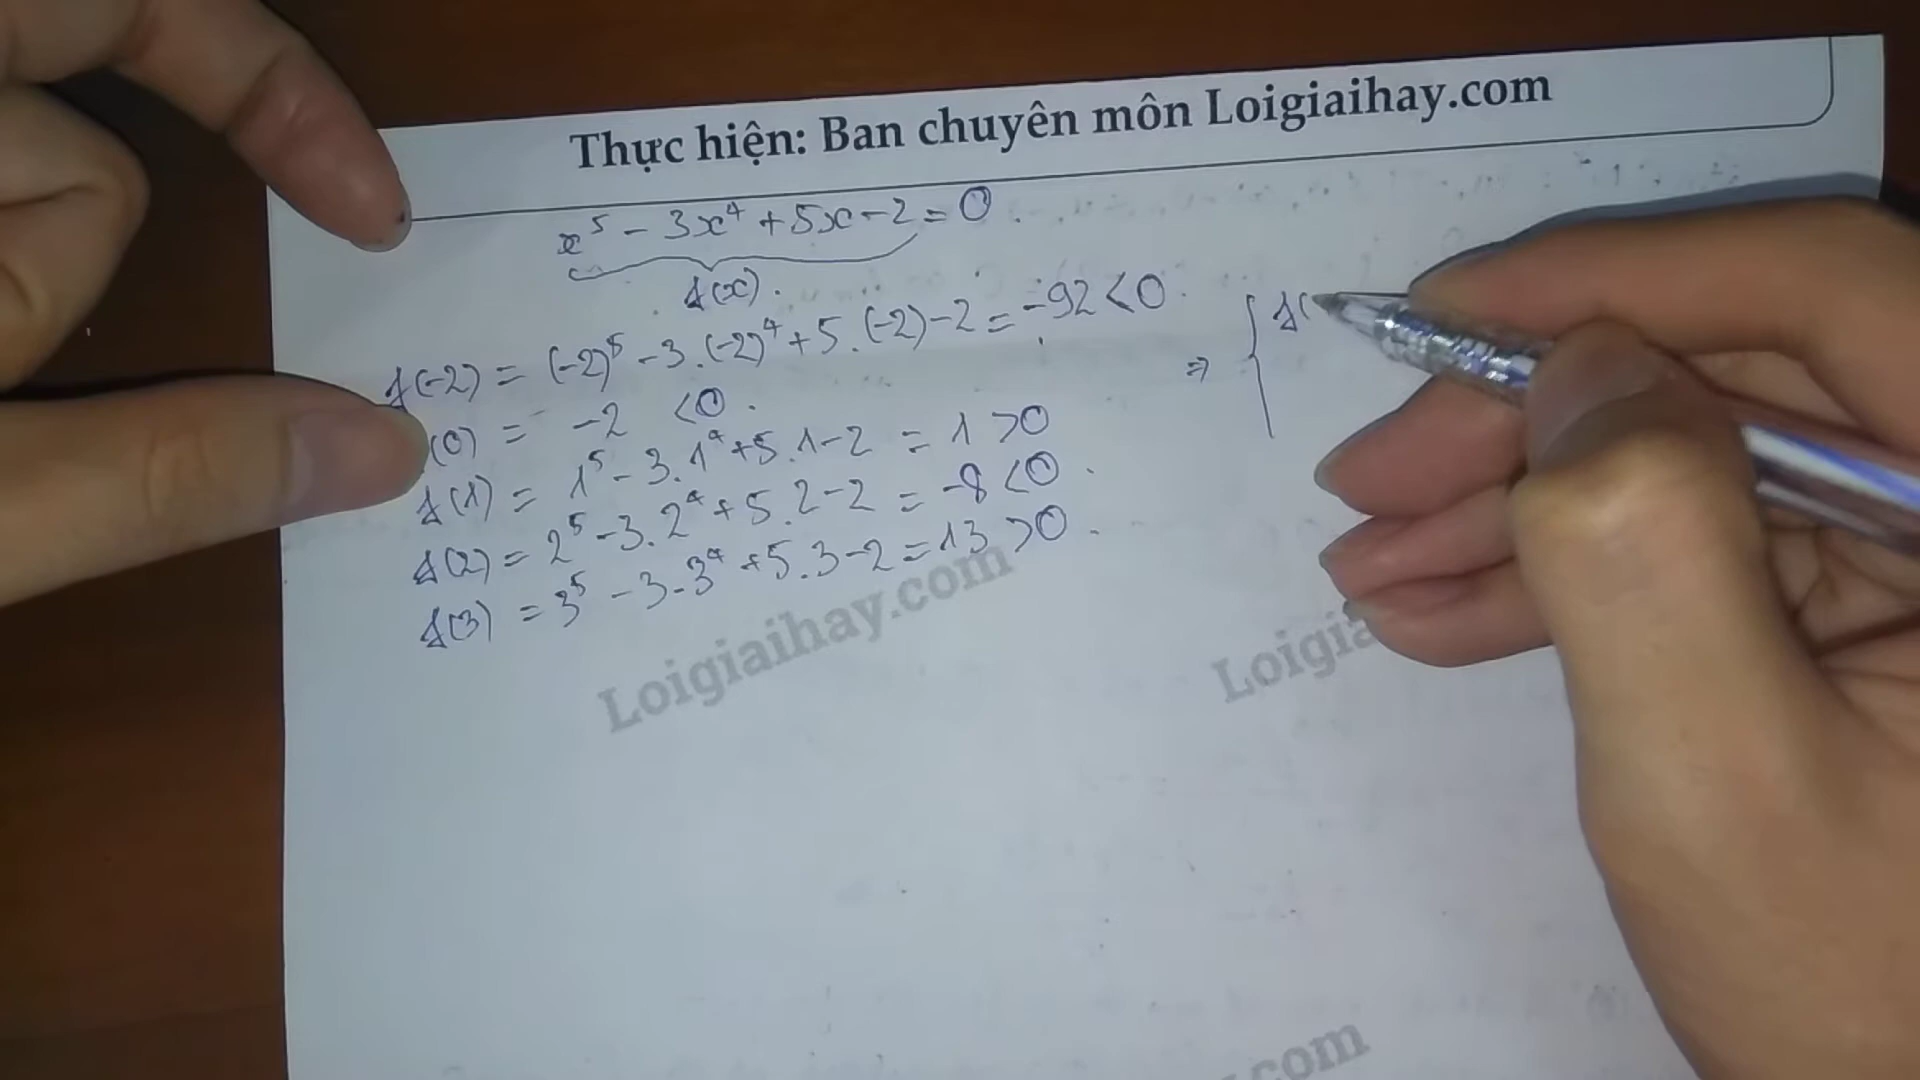 Thực hiện: Ban chuyên môn Loigiaihay.com
x⁵ - 3x⁴ + 5x - 2 = 0.
f(x).
f(-2) = (-2)⁵ - 3.(-2)⁴ + 5.(-2) - 2 = -92 < 0.
(0) = -2 < 0.
f(1) = 1⁵ - 3.1⁴ + 5.1 - 2 = 1 > 0
f(2) = 2⁵ - 3.2⁴ + 5.2 - 2 = -8 < 0.
f(3) = 3⁵ - 3.3⁴ + 5.3 - 2 = 13 > 0.
⇒ { f(
Loigiaihay.com
Loigia
.com